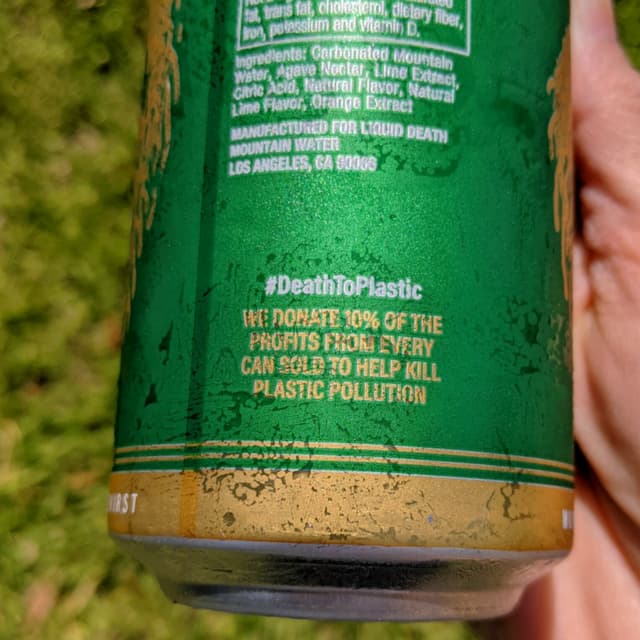 fat, trans fat, cholesterol, dietary fiber,
iron, potassium and vitamin D.
Ingredients: Carbonated Mountain
Water, Agave Nectar, Lime Extract,
Citric Acid, Natural Flavor, Natural
Lime Flavor, Orange Extract
MANUFACTURED FOR LIQUID DEATH
MOUNTAIN WATER
LOS ANGELES, CA
#DeathToPlastic
WE DONATE 10% OF THE
PROFITS FROM EVERY
CAN SOLD TO HELP KILL
PLASTIC POLLUTION